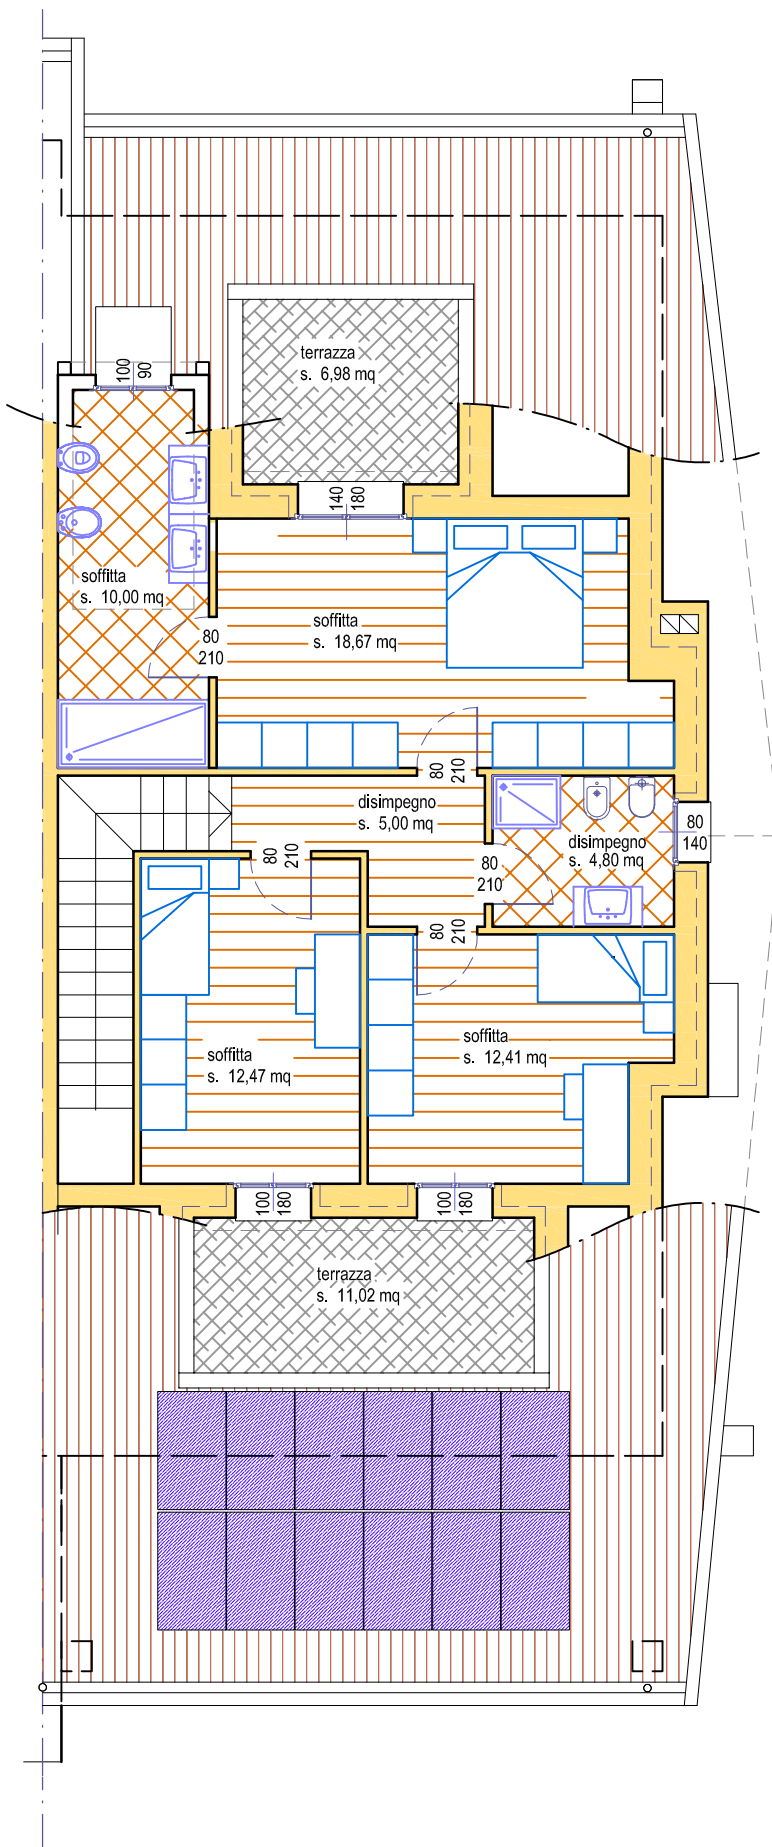 terrazza
s. 6,98 mq
100
90
140
180
soffitta
s. 10,00 mq
soffitta
s. 18,67 mq
80
210
80
210
disimpegno
s. 5,00 mq
disimpegno
s. 4,80 mq
80
140
80
210
80
210
80
210
soffitta
s. 12,47 mq
soffitta
s. 12,41 mq
100
180
100
180
terrazza
s. 11,02 mq